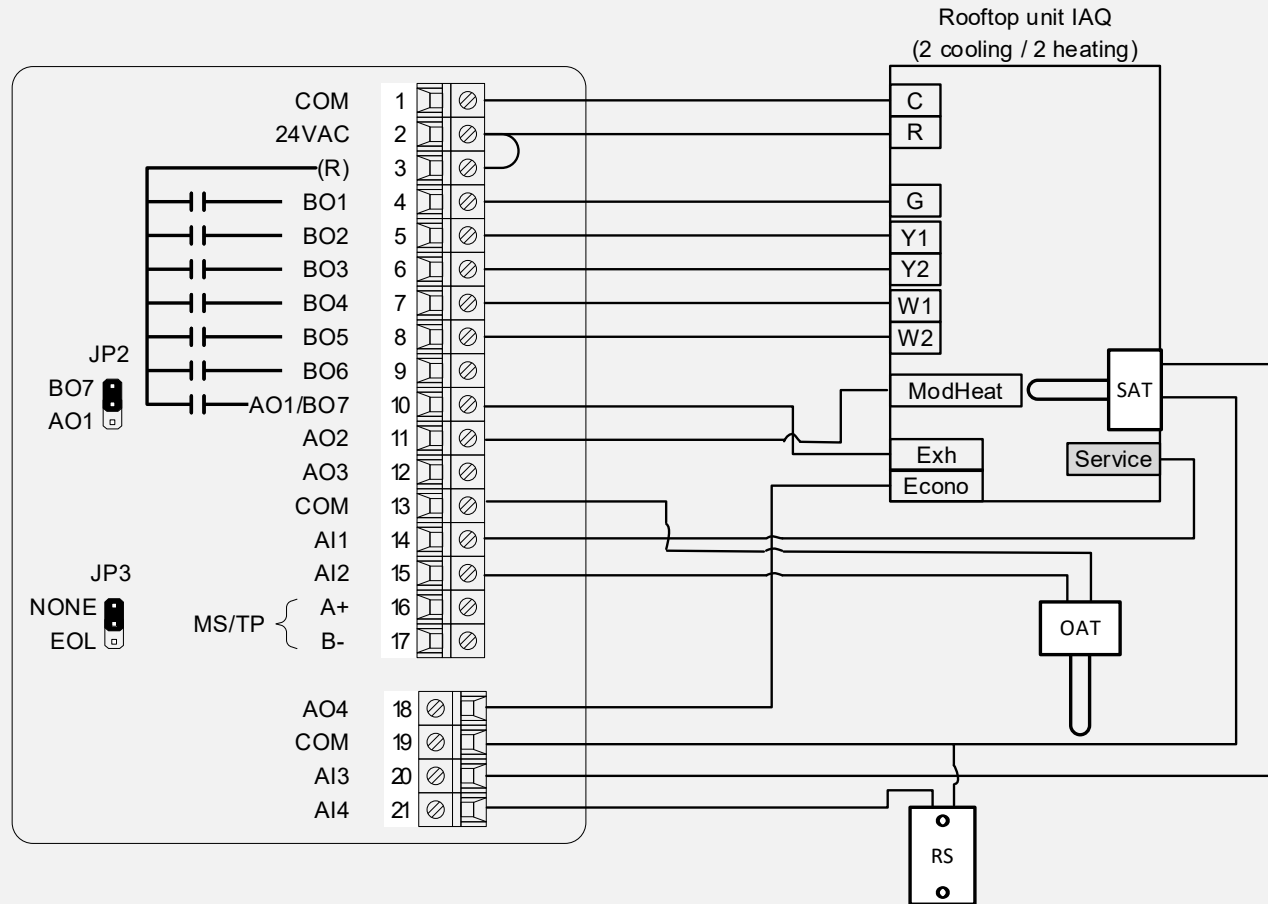 Rooftop unit IAQ
(2 cooling / 2 heating)
COM 1 C
24VAC 2 R
(R) 3
BO1 4 G
BO2 5 Y1
BO3 6 Y2
BO4 7 W1
BO5 8 W2
JP2
BO6 9
BO7
AO1
AO1/BO7 10
ModHeat SAT
AO2 11
Exh Service
AO3 12
Econo
COM 13
AI1 14
JP3
AI2 15
NONE
EOL
MS/TP
A+ 16
B- 17
OAT
AO4 18
COM 19
AI3 20
AI4 21
RS